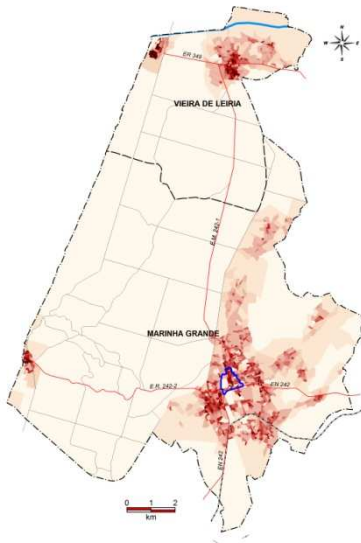 N
W E
S
ER 349
VIEIRA DE LEIRIA
E.M. 242-1
MARINHA GRANDE
E.R. 242-2
EN 242
EN 242
0 1 2
km